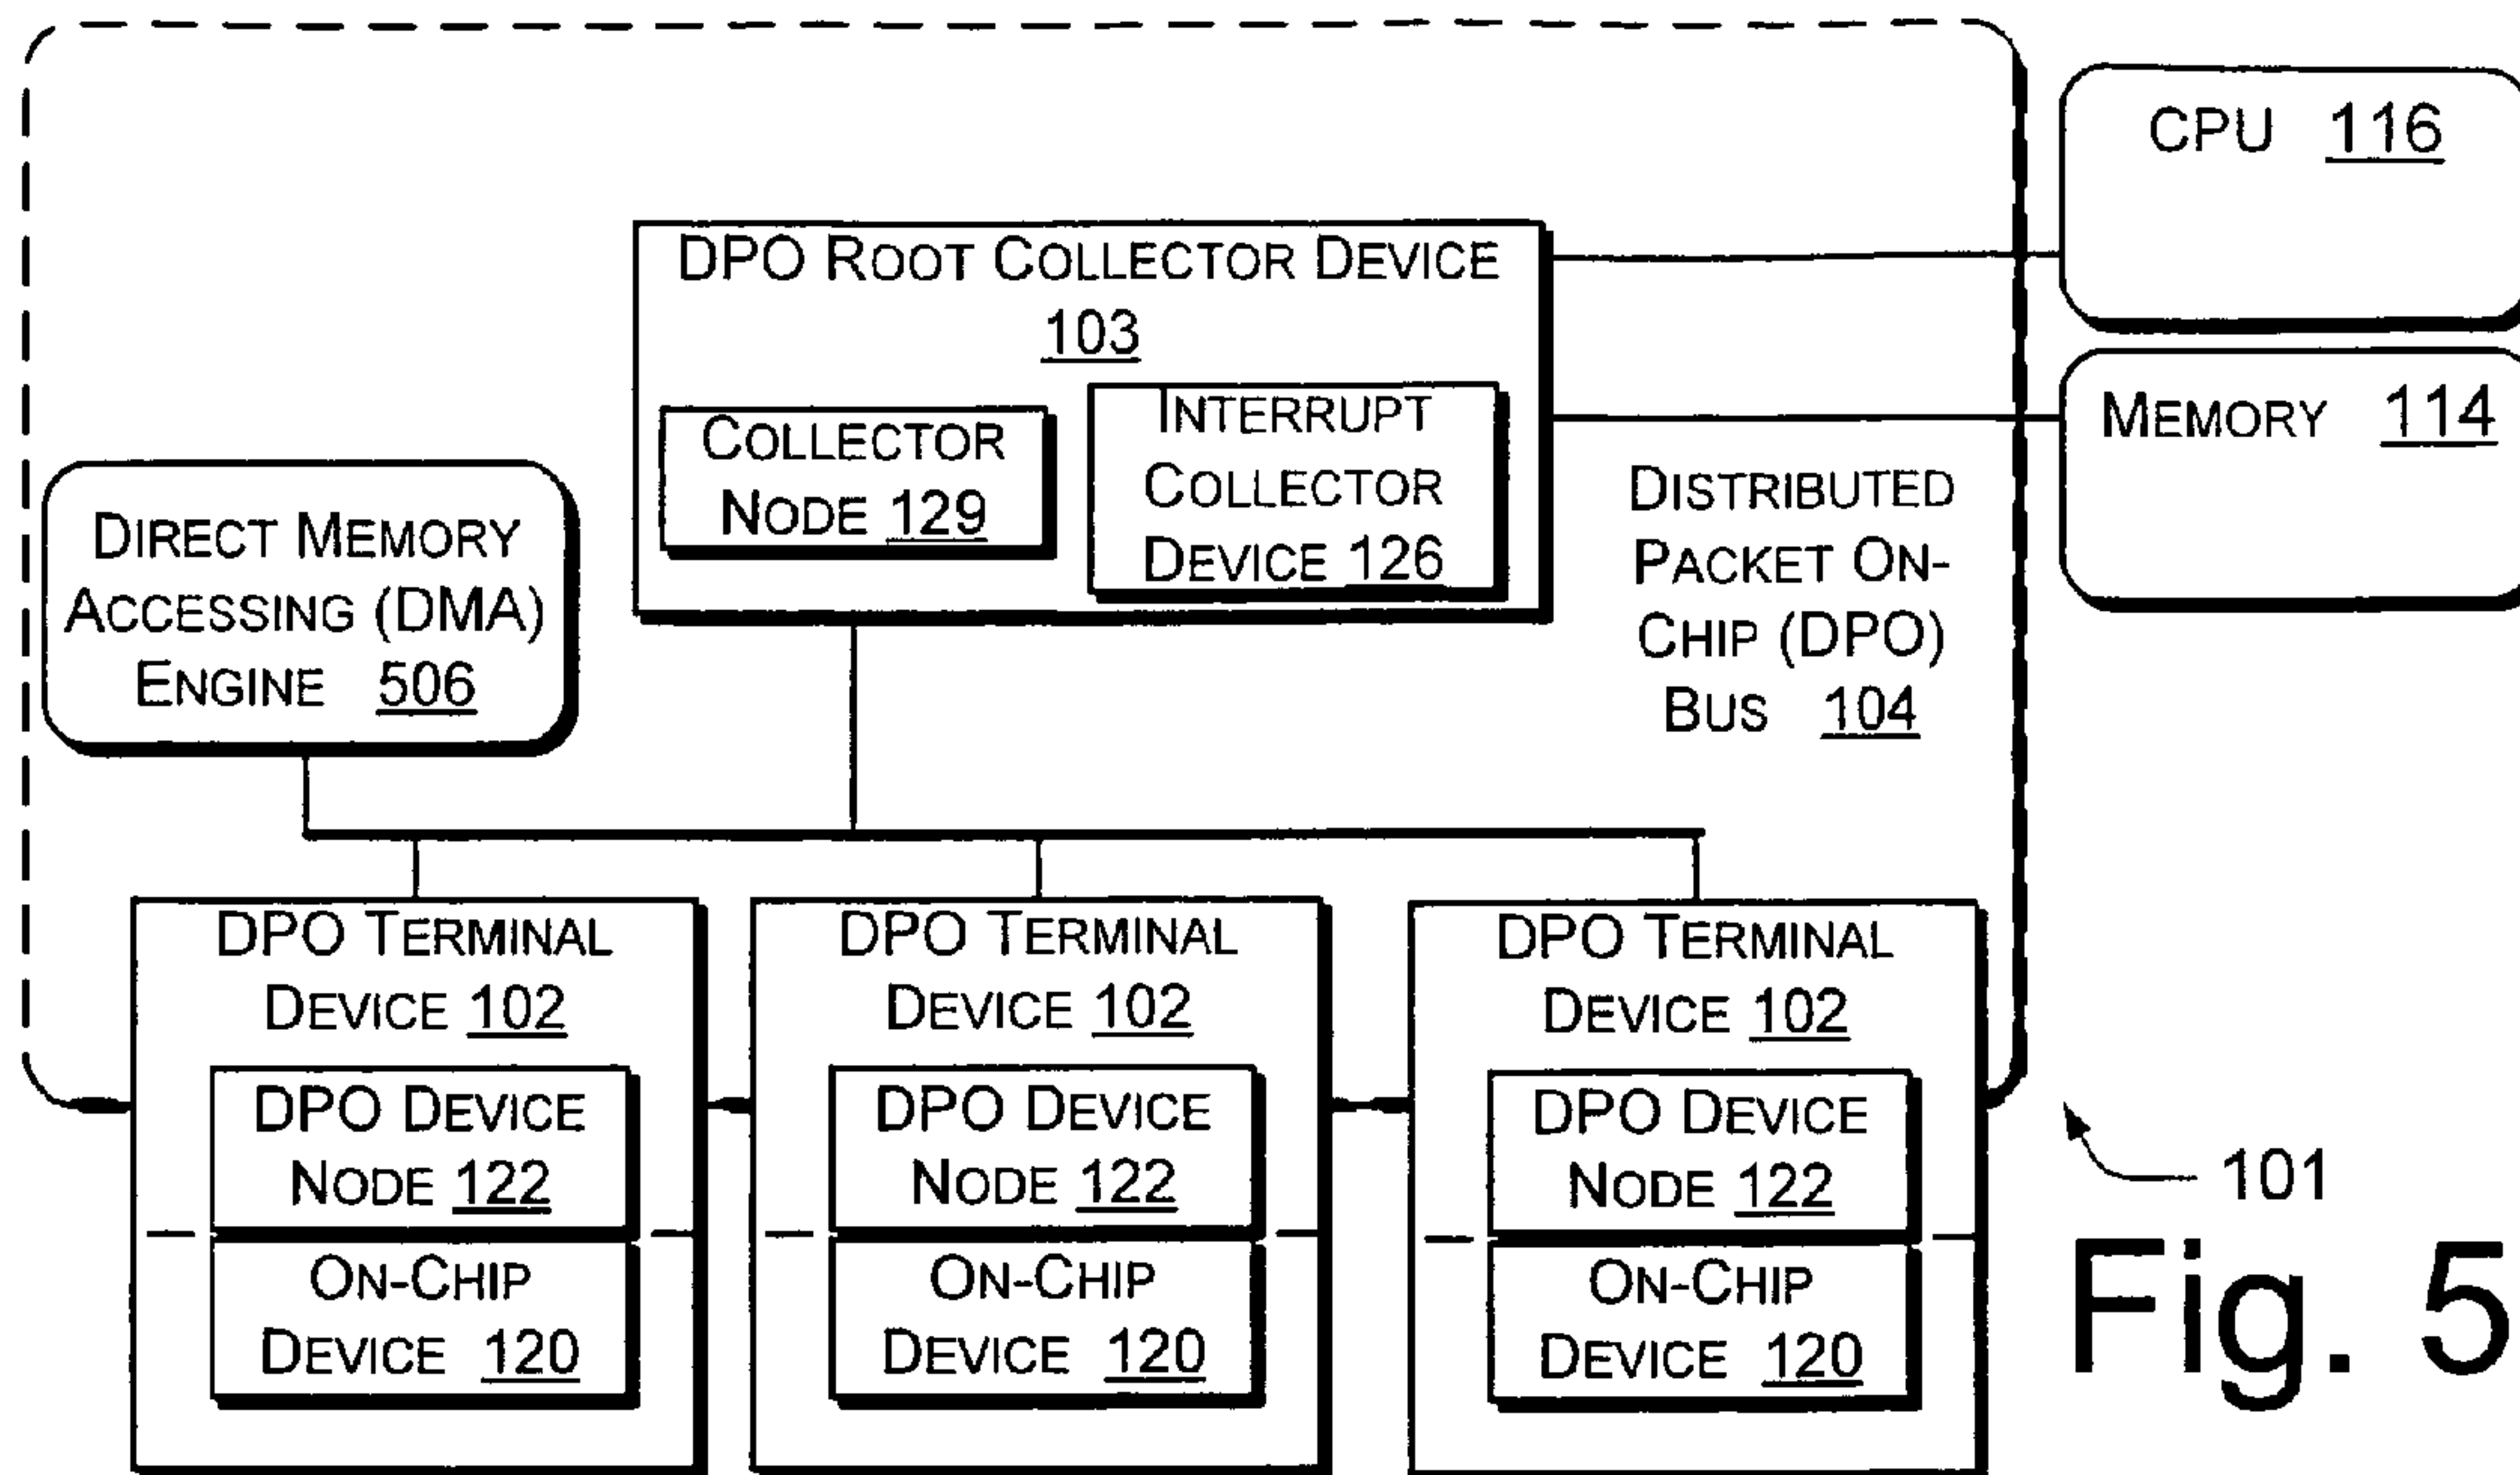 CPU 116
DPO ROOT COLLECTOR DEVICE
103
COLLECTOR
NODE 129
INTERRUPT
COLLECTOR
DEVICE 126
MEMORY 114
DISTRIBUTED
PACKET ON-
CHIP (DPO)
BUS 104
DIRECT MEMORY
ACCESSING (DMA)
ENGINE 506
DPO TERMINAL
DEVICE 102
DPO DEVICE
NODE 122
ON-CHIP
DEVICE 120
DPO TERMINAL
DEVICE 102
DPO DEVICE
NODE 122
ON-CHIP
DEVICE 120
DPO TERMINAL
DEVICE 102
DPO DEVICE
NODE 122
ON-CHIP
DEVICE 120
101
Fig. 5